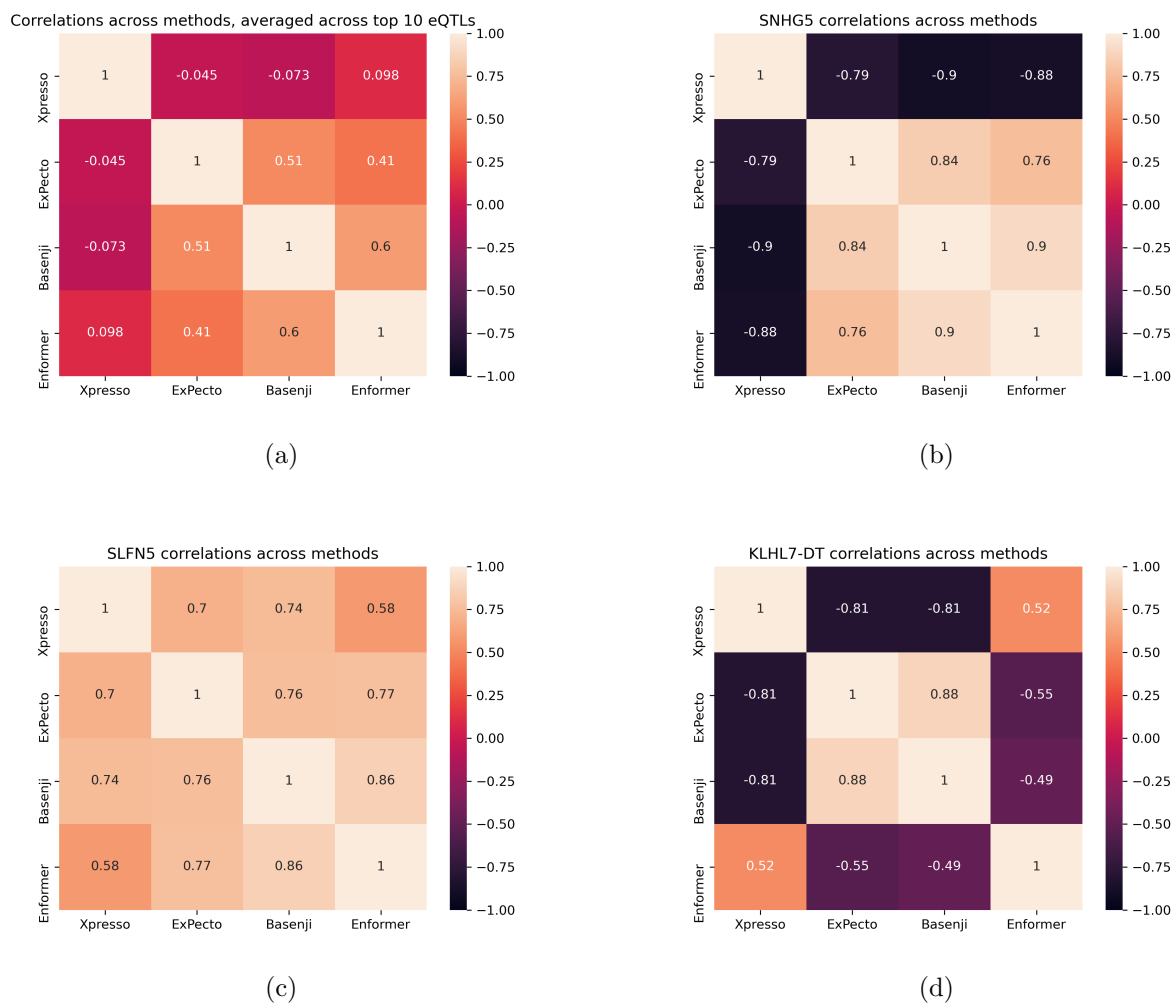 Correlations across methods, averaged across top 10 eQTLs
Xpresso 1 -0.045 -0.073 0.098
ExPecto -0.045 1 0.51 0.41
Basenji -0.073 0.51 1 0.6
Enformer 0.098 0.41 0.6 1
Xpresso ExPecto Basenji Enformer
1.00
0.75
0.50
0.25
0.00
−0.25
−0.50
−0.75
−1.00
(a)
SNHG5 correlations across methods
Xpresso 1 -0.79 -0.9 -0.88
ExPecto -0.79 1 0.84 0.76
Basenji -0.9 0.84 1 0.9
Enformer -0.88 0.76 0.9 1
Xpresso ExPecto Basenji Enformer
1.00
0.75
0.50
0.25
0.00
−0.25
−0.50
−0.75
−1.00
(b)
SLFN5 correlations across methods
Xpresso 1 0.7 0.74 0.58
ExPecto 0.7 1 0.76 0.77
Basenji 0.74 0.76 1 0.86
Enformer 0.58 0.77 0.86 1
Xpresso ExPecto Basenji Enformer
1.00
0.75
0.50
0.25
0.00
−0.25
−0.50
−0.75
−1.00
(c)
KLHL7-DT correlations across methods
Xpresso 1 -0.81 -0.81 0.52
ExPecto -0.81 1 0.88 -0.55
Basenji -0.81 0.88 1 -0.49
Enformer 0.52 -0.55 -0.49 1
Xpresso ExPecto Basenji Enformer
1.00
0.75
0.50
0.25
0.00
−0.25
−0.50
−0.75
−1.00
(d)